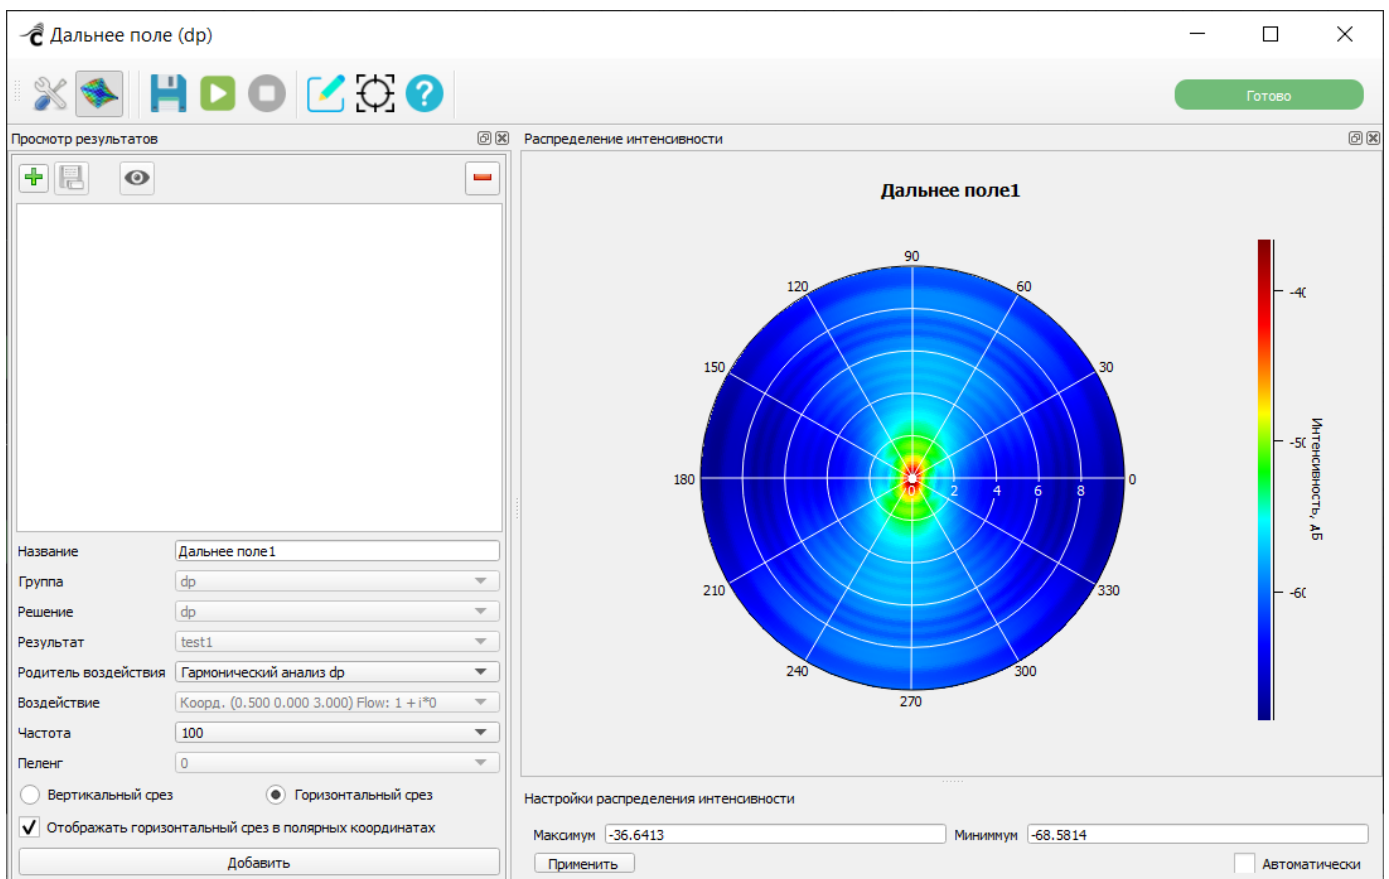 Дальнее поле (dp)
Готово
Просмотр результатов
Название Дальнее поле1
Группа dp
Решение dp
Результат test1
Родитель воздействия Гармонический анализ dp
Воздействие Коорд. (0.500 0.000 3.000) Flow: 1 + i*0
Частота 100
Пеленг 0
Вертикальный срез Горизонтальный срез
Отображать горизонтальный срез в полярных координатах
Добавить
Распределение интенсивности
Дальнее поле1
90
120 60
150 30
180 0 2 4 6 8 0
210 330
240 300
270
-40
-50
-60
Интенсивность, дБ
Настройки распределения интенсивности
Максимум -36.6413 Минимум -68.5814
Применить Автоматически